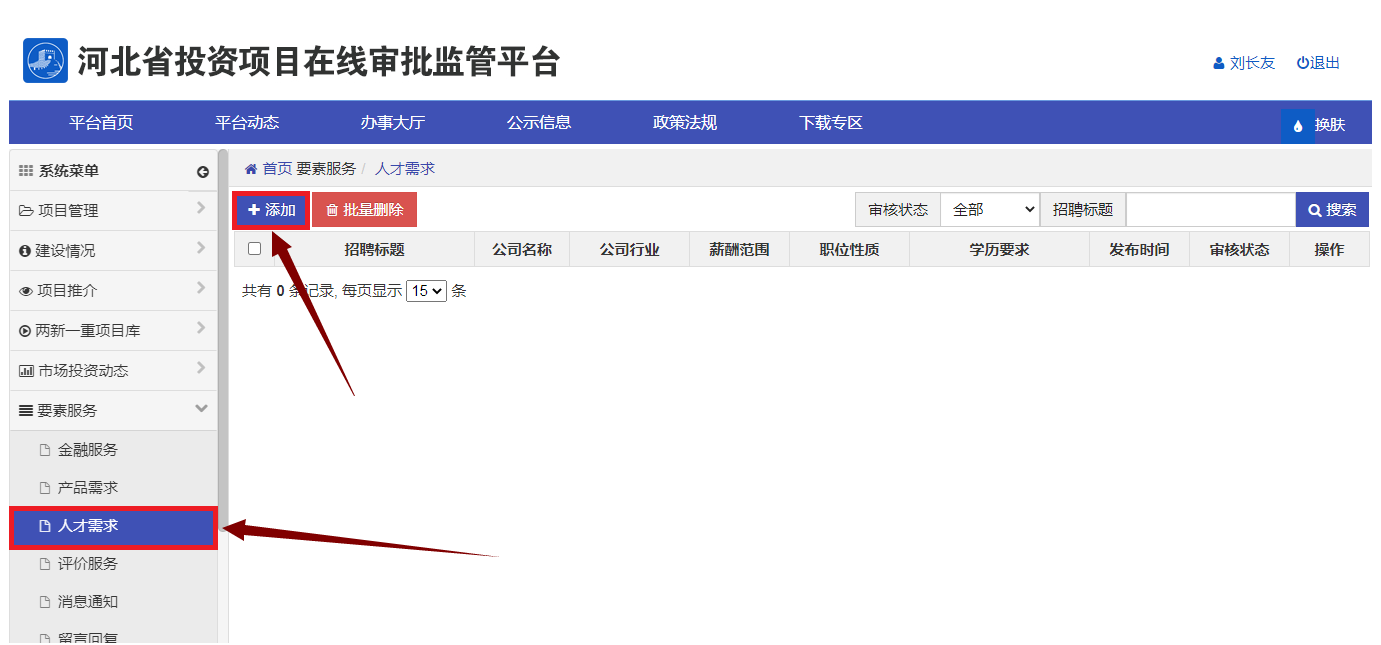 河北省投资项目在线审批监管平台
刘长友 退出
平台首页 平台动态 办事大厅 公示信息 政策法规 下载专区 换肤
系统菜单
项目管理
建设情况
项目推介
两新一重项目库
市场投资动态
要素服务
金融服务
产品需求
人才需求
评价服务
消息通知
留言回复
首页 要素服务 / 人才需求
添加 批量删除 审核状态 全部 招聘标题 搜索
招聘标题 公司名称 公司行业 薪酬范围 职位性质 学历要求 发布时间 审核状态 操作
共有 0 条记录, 每页显示 15 条